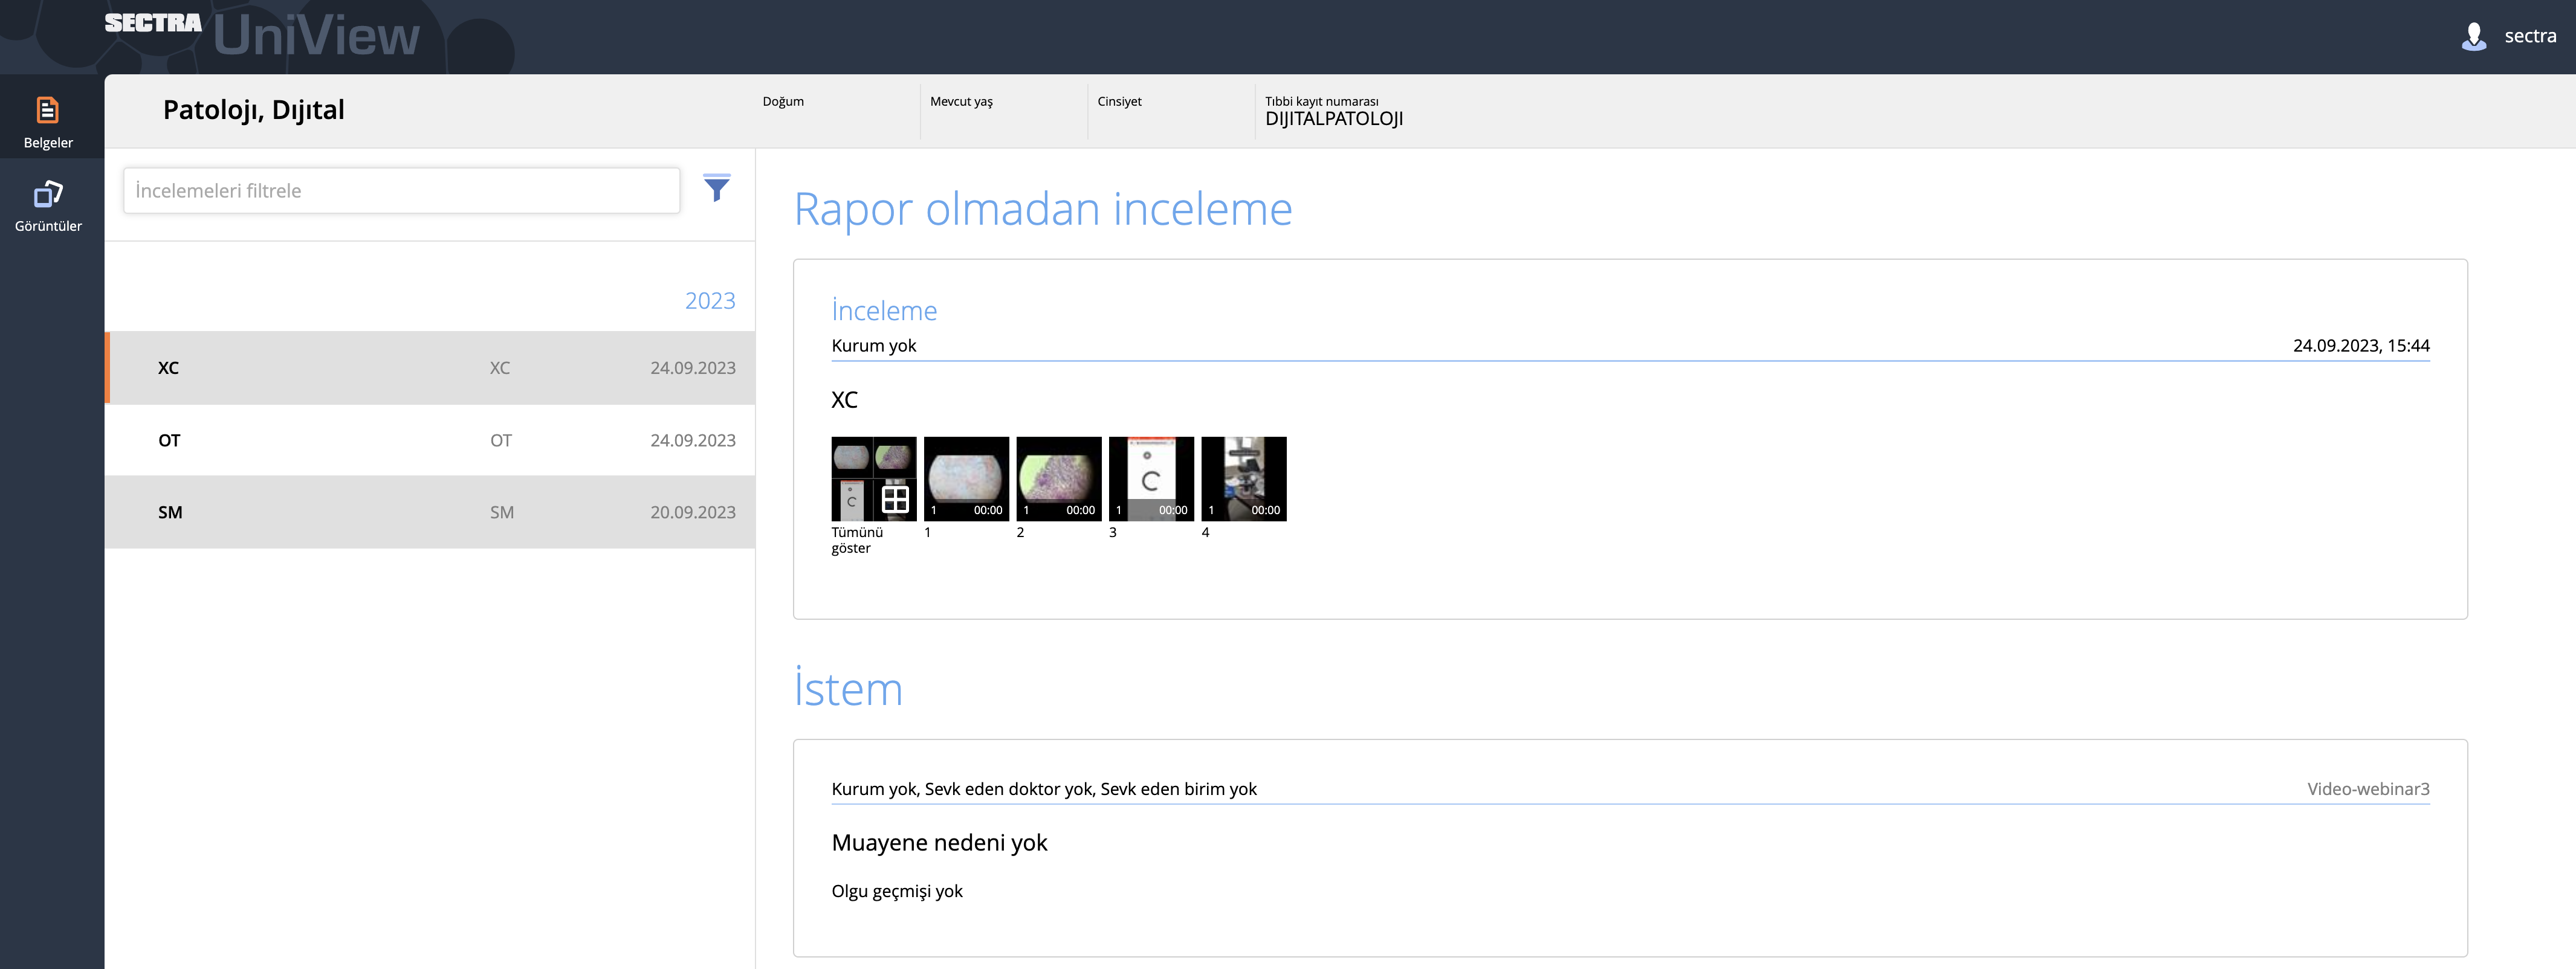 SECTRA UniView
sectra
Belgeler
Görüntüler
Patolojı, Dıjıtal
Doğum
Mevcut yaş
Cinsiyet
Tıbbi kayıt numarası
DIJITALPATOLOJI
İncelemeleri filtrele
2023
XC XC 24.09.2023
OT OT 24.09.2023
SM SM 20.09.2023
Rapor olmadan inceleme
İnceleme
Kurum yok 24.09.2023, 15:44
XC
1 00:00 1 00:00 1 00:00 1 00:00
Tümünü göster 1 2 3 4
İstem
Kurum yok, Sevk eden doktor yok, Sevk eden birim yok Video-webinar3
Muayene nedeni yok
Olgu geçmişi yok